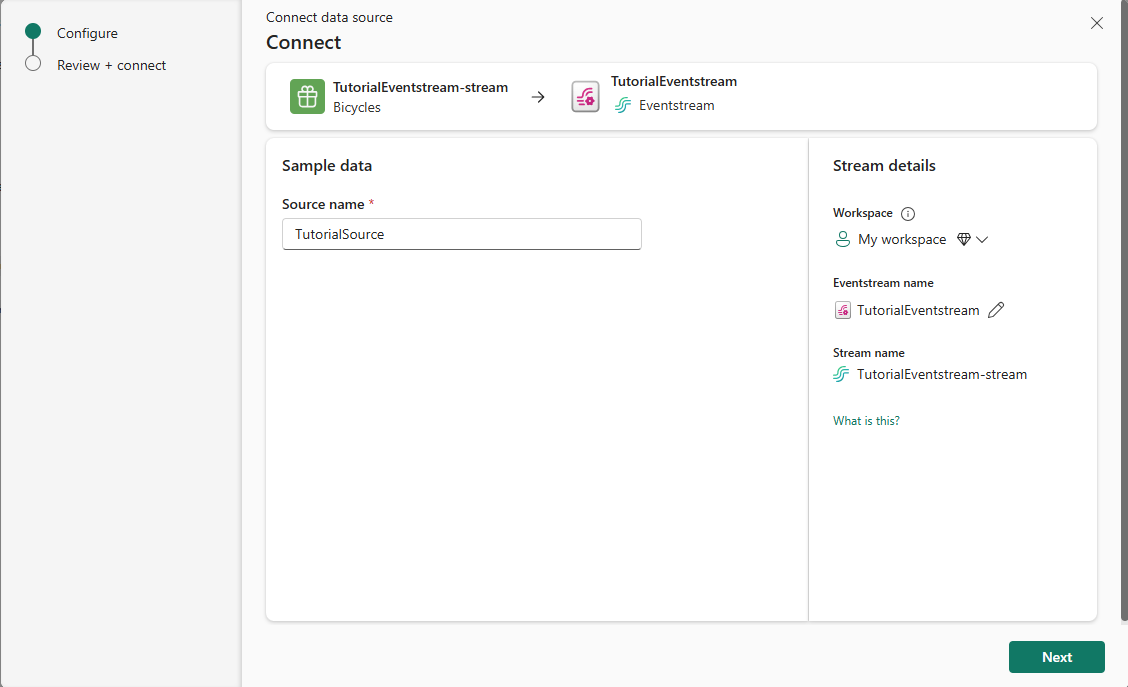 Configure
Review + connect
Connect data source
Connect
TutorialEventstream-stream
Bicycles
TutorialEventstream
Eventstream
Sample data
Source name *
TutorialSource
Stream details
Workspace
My workspace
Eventstream name
TutorialEventstream
Stream name
TutorialEventstream-stream
What is this?
Next